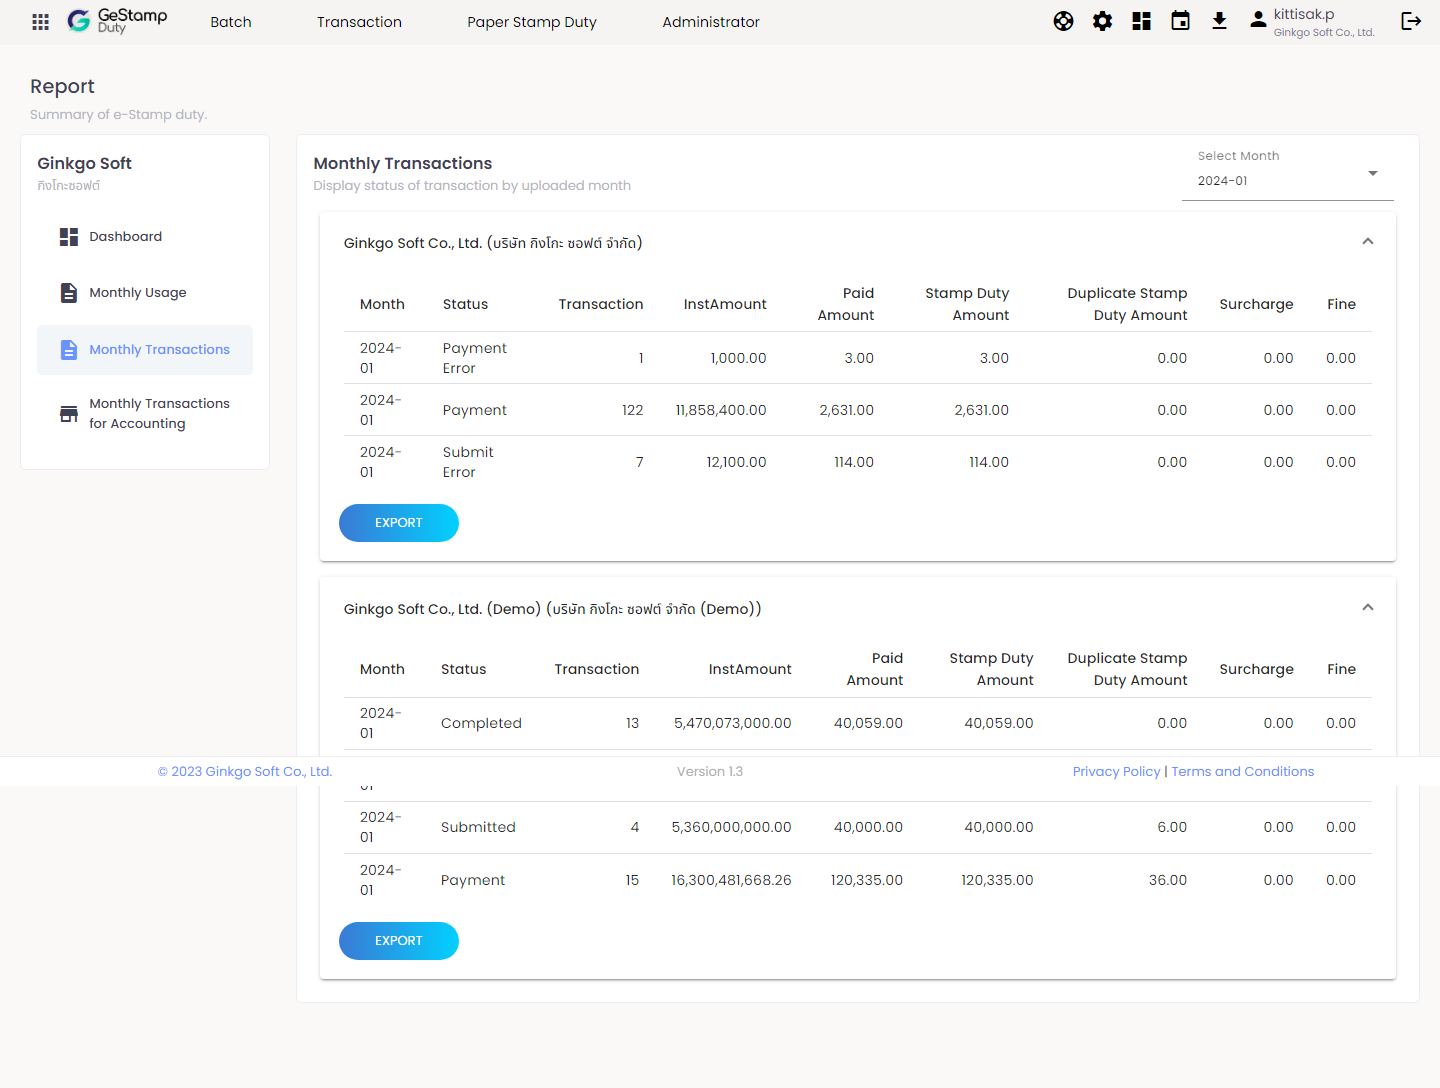 GeStamp
Duty
Batch
Transaction
Paper Stamp Duty
Administrator
kittisak.p
Ginkgo Soft Co., Ltd.
Report
Summary of e-Stamp duty.
Ginkgo Soft
กิงโกะซอฟต์
Dashboard
Monthly Usage
Monthly Transactions
Monthly Transactions
for Accounting
Monthly Transactions
Display status of transaction by uploaded month
Select Month
2024-01
Ginkgo Soft Co., Ltd. (บริษัท กิงโกะ ซอฟต์ จำกัด)
Month Status Transaction InstAmount Paid Amount Stamp Duty Amount Duplicate Stamp Duty Amount Surcharge Fine
2024-01 Payment Error 1 1,000.00 3.00 3.00 0.00 0.00 0.00
2024-01 Payment 122 11,858,400.00 2,631.00 2,631.00 0.00 0.00 0.00
2024-01 Submit Error 7 12,100.00 114.00 114.00 0.00 0.00 0.00
EXPORT
Ginkgo Soft Co., Ltd. (Demo) (บริษัท กิงโกะ ซอฟต์ จำกัด (Demo))
Month Status Transaction InstAmount Paid Amount Stamp Duty Amount Duplicate Stamp Duty Amount Surcharge Fine
2024-01 Completed 13 5,470,073,000.00 40,059.00 40,059.00 0.00 0.00 0.00
© 2023 Ginkgo Soft Co., Ltd. Version 1.3 Privacy Policy | Terms and Conditions
2024-01 Submitted 4 5,360,000,000.00 40,000.00 40,000.00 6.00 0.00 0.00
2024-01 Payment 15 16,300,481,668.26 120,335.00 120,335.00 36.00 0.00 0.00
EXPORT